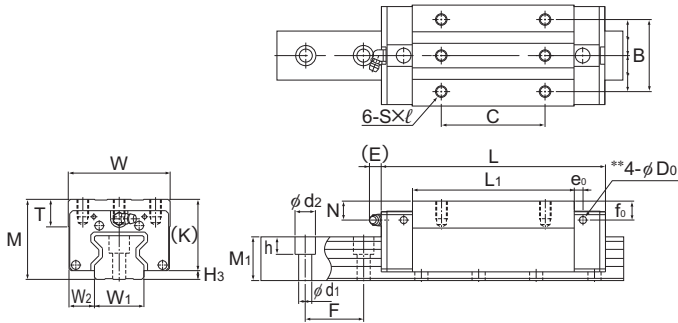 B
6-S×ℓ
C
(E)
L
L1
e0
**4-φD0
W
N
f0
φd2
T
M
(K)
h
M1
H3
W2
W1
φd1
F